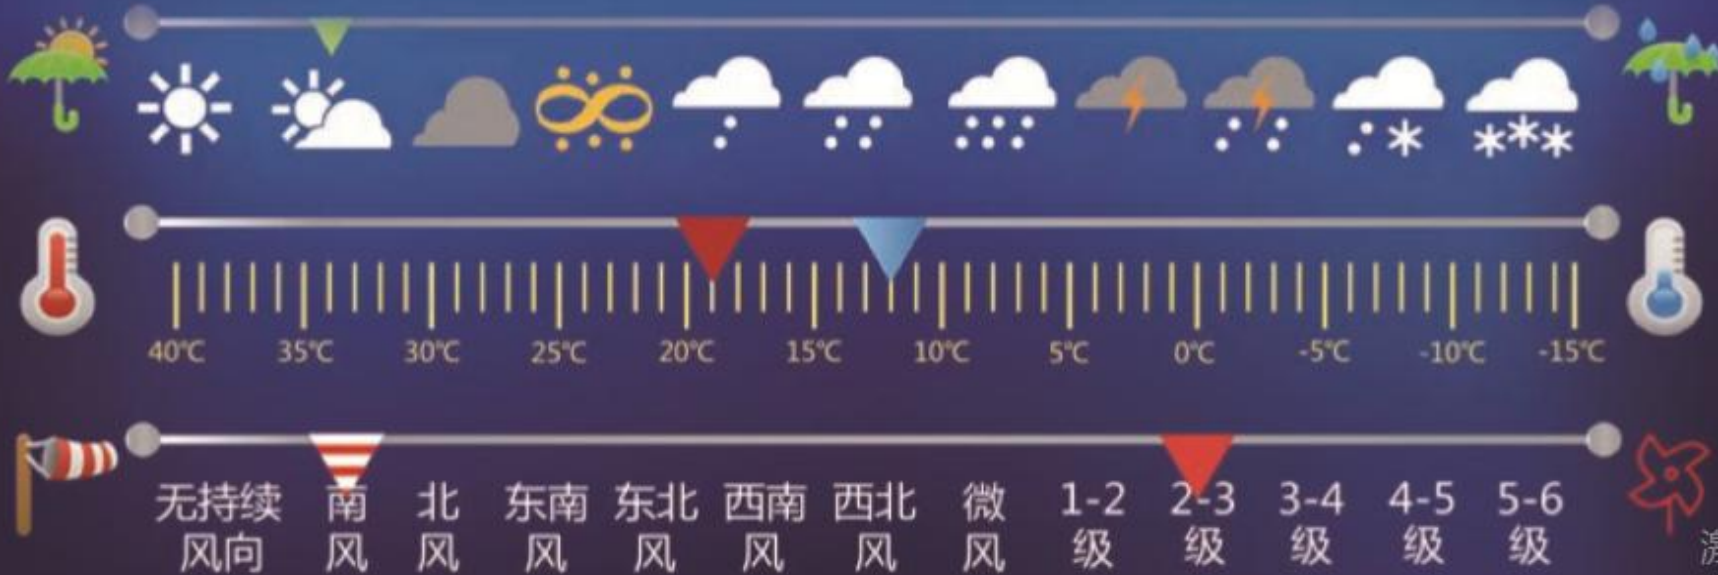 40℃ 35℃ 30℃ 25℃ 20℃ 15℃ 10℃ 5℃ 0℃ -5℃ -10℃ -15℃
无持续 南 北 东南 东北 西南 西北 微 1-2 2-3 3-4 4-5 5-6
风向 风 风 风 风 风 风 风 级 级 级 级 级